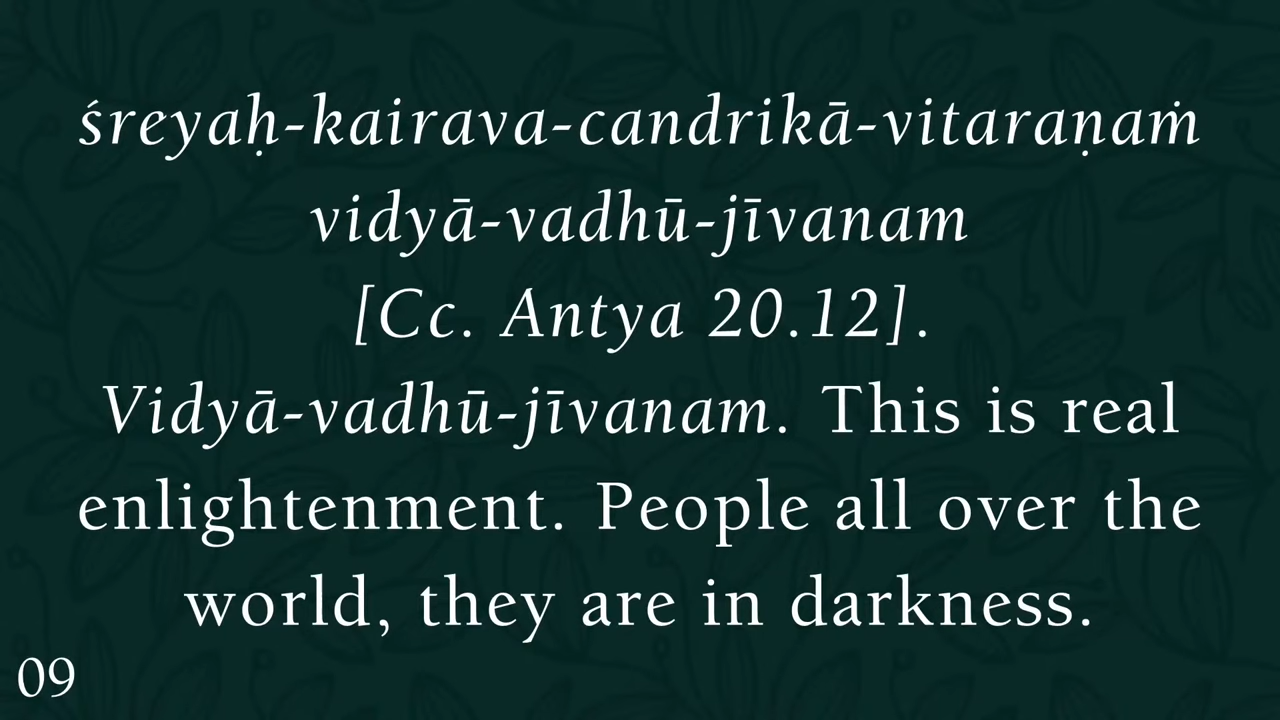 śreyaḥ-kairava-candrikā-vitaraṇaṁ
vidyā-vadhū-jīvanam
[Cc. Antya 20.12].
Vidyā-vadhū-jīvanam. This is real
enlightenment. People all over the
world, they are in darkness.
09